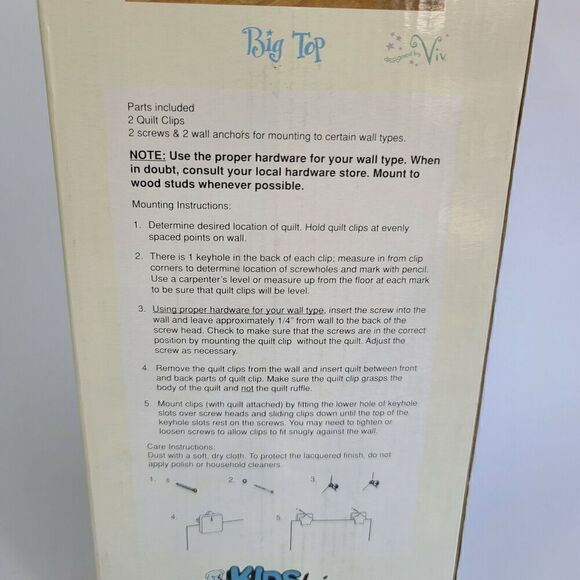 Big Top
designed by Viv
Parts included
2 Quilt Clips
2 screws & 2 wall anchors for mounting to certain wall types.
NOTE: Use the proper hardware for your wall type. When
in doubt, consult your local hardware store. Mount to
wood studs whenever possible.
Mounting Instructions:
1. Determine desired location of quilt. Hold quilt clips at evenly
spaced points on wall.
2. There is 1 keyhole in the back of each clip; measure in from clip
corners to determine location of screwholes and mark with pencil.
Use a carpenter's level or measure up from the floor at each mark
to be sure that quilt clips will be level.
3. Using proper hardware for your wall type, insert the screw into the
wall and leave approximately 1/4" from wall to the back of the
screw head. Check to make sure that the screws are in the correct
position by mounting the quilt clip without the quilt. Adjust the
screw as necessary.
4. Remove the quilt clips from the wall and insert quilt between front
and back parts of quilt clip. Make sure the quilt clip grasps the
body of the quilt and not the quilt ruffle.
5. Mount clips (with quilt attached) by fitting the lower hole of keyhole
slots over screw heads and sliding clips down until the top of the
keyhole slots rest on the screws. You may need to tighten or
loosen screws to allow clips to fit snugly against the wall.
Care Instructions:
Dust with a soft, dry cloth. To protect the lacquered finish, do not
apply polish or household cleaners.
1. 2. 3.
4. 5.
KIDS